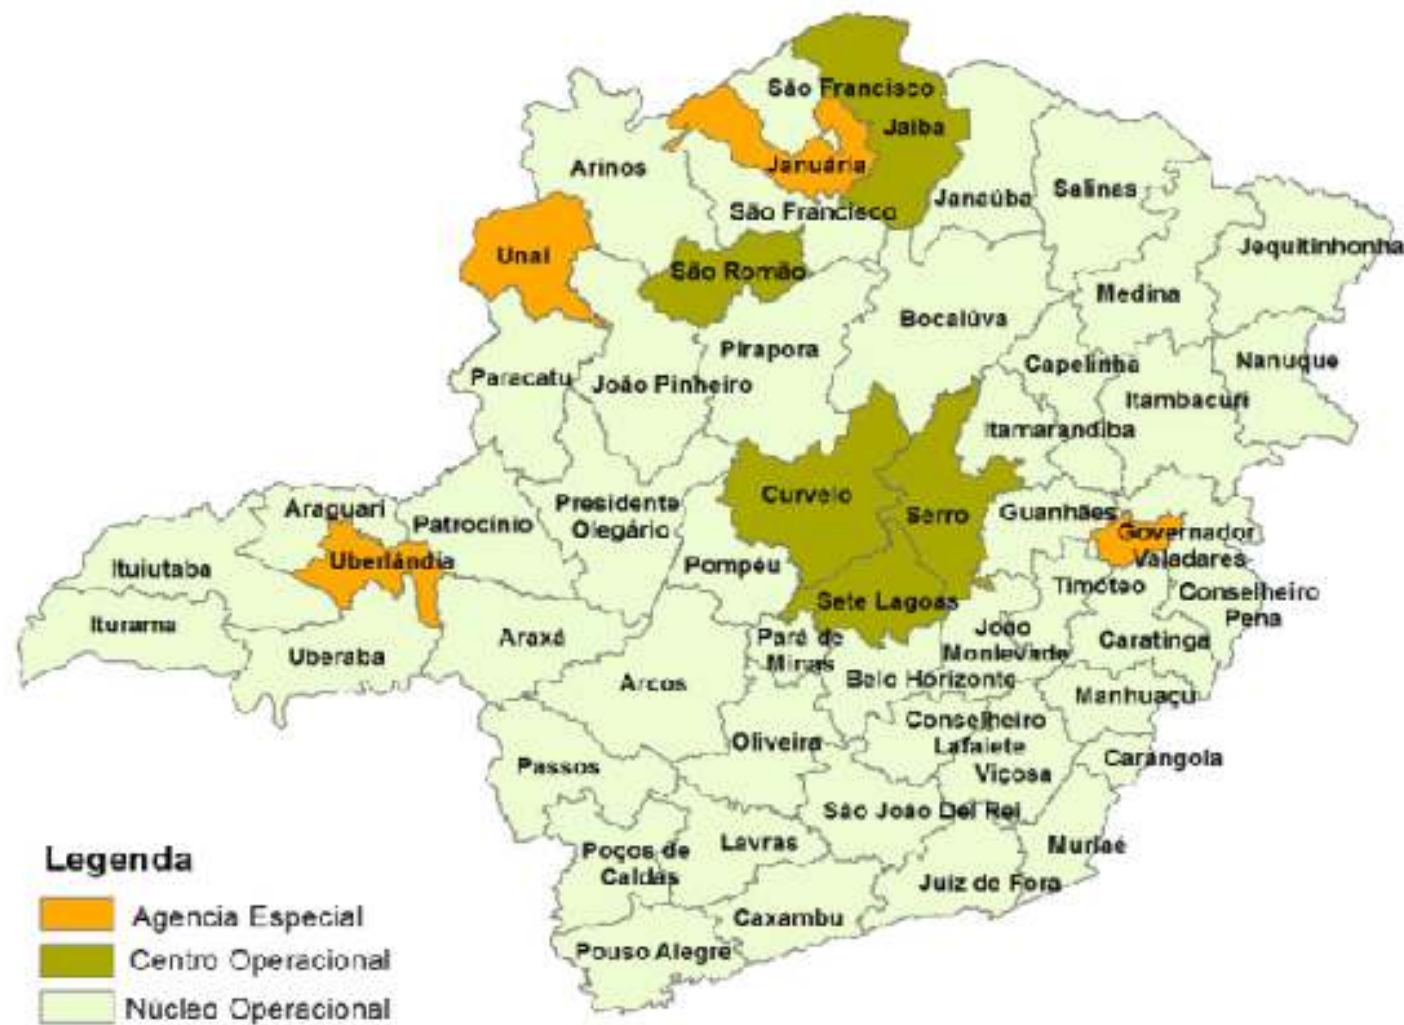 São Francisco
Jaíba
Arinos
Januária
Janaúba
Salinas
São Francisco
Unaí
São Romão
Jequitinhonha
Medina
Bocaiúva
Pirapora
Paracatu
João Pinheiro
Capelinha
Nanuque
Itambacuri
Itamarandiba
Curvelo
Araguari
Patrocínio
Presidente
Olegário
Serro
Guanhães
Governador
Valadares
Ituiutaba
Uberlândia
Pompéu
Timóteo
Conselheiro
Pena
Sete Lagoas
Iturama
Uberaba
Araxá
Pará de
Minas
João
Monlevade
Caratinga
Arcos
Belo Horizonte
Manhuaçu
Conselheiro
Lafaiete
Oliveira
Passos
Viçosa
Carangola
São João Del Rei
Lavras
Muriaé
Poços de
Caldas
Juiz de Fora
Caxambu
Pouso Alegre
Legenda
Agencia Especial
Centro Operacional
Núcleo Operacional